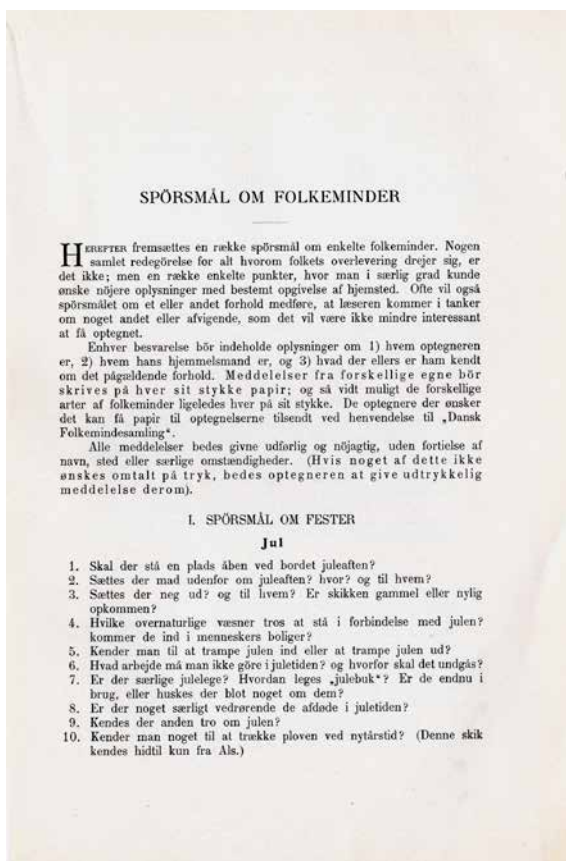 SPÖRSMÅL OM FOLKEMINDER
HEREFTER fremsættes en række spörsmål om enkelte folkeminder. Nogen
samlet redegörelse for alt hvorom folkets overlevering drejer sig, er
det ikke; men en række enkelte punkter, hvor man i særlig grad kunde
ønske nöjere oplysninger med bestemt opgivelse af hjemsted. Ofte vil også
spörsmålet om et eller andet forhold medføre, at læseren kommer i tanker
om noget andet eller afvigende, som det vil være ikke mindre interessant
at få optegnet.
Enhver besvarelse bör indeholde oplysninger om 1) hvem optegneren
er, 2) hvem hans hjemmelsmand er, og 3) hvad der ellers er ham kendt
om det pågældende forhold. Meddelelser fra forskellige egne bör
skrives på hver sit stykke papir; og så vidt muligt de forskellige
arter af folkeminder ligeledes hver på sit stykke. De optegnere der ønsker
det kan få papir til optegnelserne tilsendt ved henvendelse til „Dansk
Folkemindesamling“.
Alle meddelelser bedes givne udførlig og nöjagtig, uden fortielse af
navn, sted eller særlige omstændigheder. (Hvis noget af dette ikke
ønskes omtalt på tryk, bedes optegneren at give udtrykkelig
meddelelse derom).
I. SPÖRSMÅL OM FESTER
Jul
1. Skal der stå en plads åben ved bordet juleaften?
2. Sættes der mad udenfor om juleaften? hvor? og til hvem?
3. Sættes der neg ud? og til hvem? Er skikken gammel eller nylig
opkommen?
4. Hvilke overnaturlige væsner tros at stå i forbindelse med julen?
kommer de ind i menneskers boliger?
5. Kender man til at trampe julen ind eller at trampe julen ud?
6. Hvad arbejde må man ikke göre i juletiden? og hvorfor skal det undgås?
7. Er der særlige julelege? Hvordan leges „julebuk“? Er de endnu i
brug, eller huskes der blot noget om dem?
8. Er der noget særligt vedrørende de afdøde i juletiden?
9. Kendes der anden tro om julen?
10. Kender man noget til at trække ploven ved nytårstid? (Denne skik
kendes hidtil kun fra Als.)